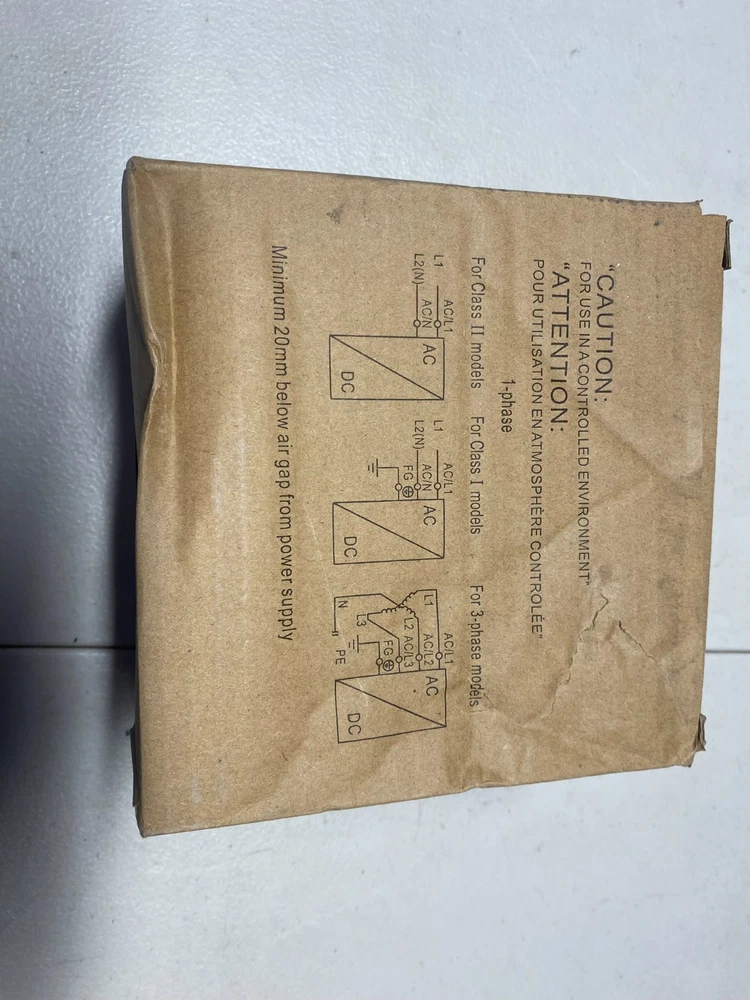 "CAUTION:
FOR USE IN A CONTROLLED ENVIRONMENT"
"ATTENTION:
POUR UTILISATION EN ATMOSPHÈRE CONTROLÉE"
1-phase
For Class II models
For Class I models
For 3-phase models
L1
AC/L1
L2(N)
AC/N
AC
DC
L1
AC/L1
L2(N)
AC/N
FG
AC
DC
L1
AC/L1
L2
AC/L2
L3
AC/L3
N
FG
PE
AC
DC
Minimum 20mm below air gap from power supply